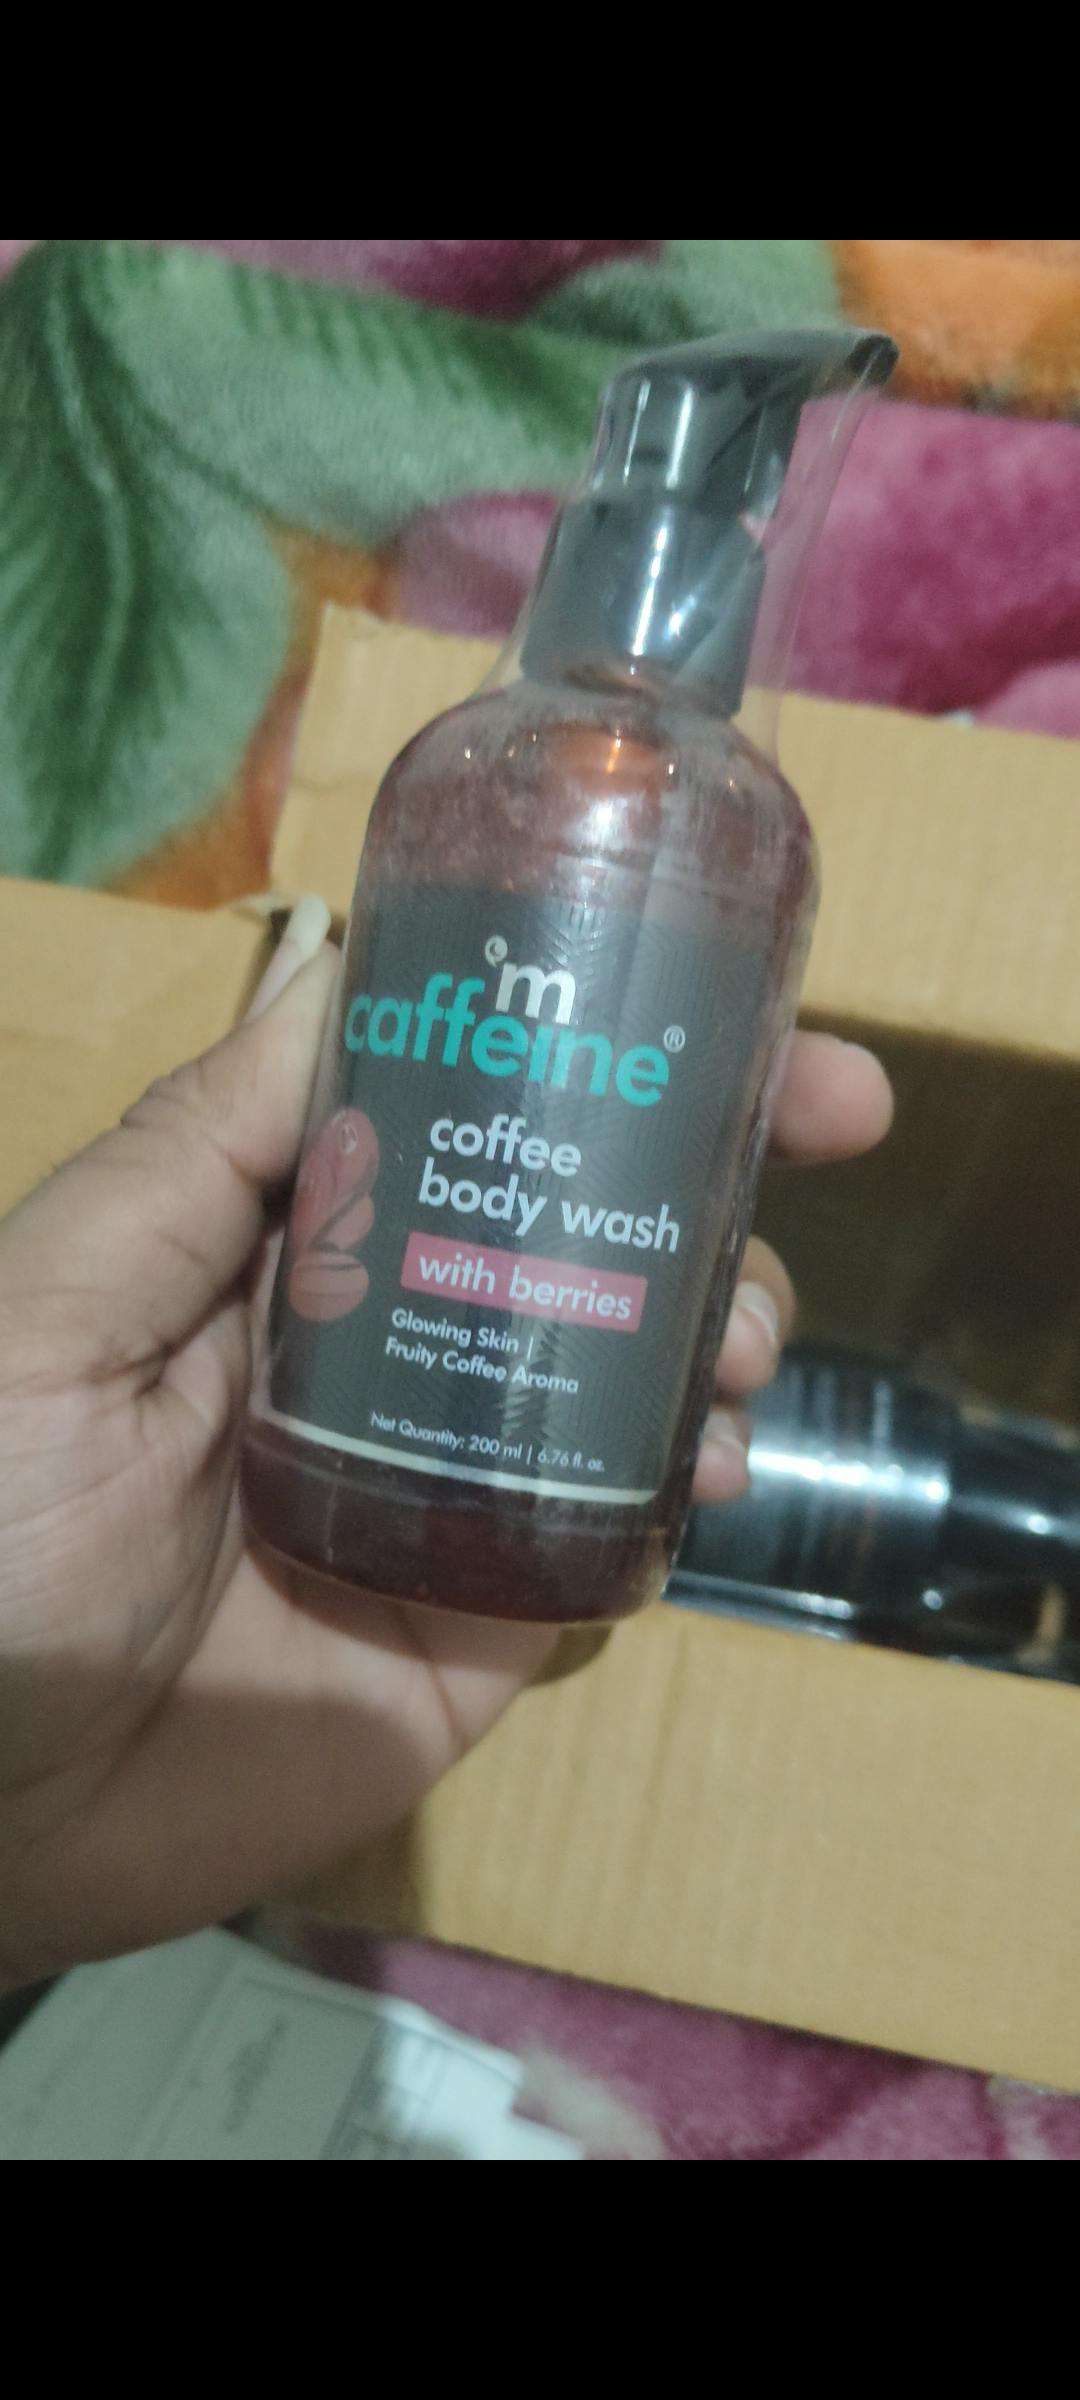 'm
caffeine®
coffee
body wash
with berries
Glowing Skin |
Fruity Coffee Aroma
Net Quantity: 200 ml | 6.76 fl. oz.